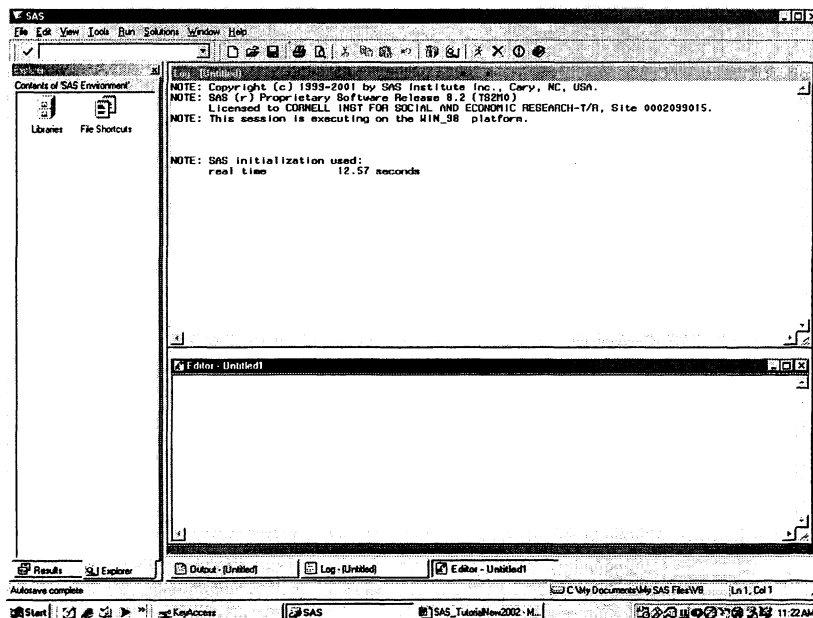 SAS
File Edit View Tools Run Solutions Window Help
Contents of 'SAS Environment'
Libraries File Shortcuts
Log - (Untitled)
NOTE: Copyright (c) 1999-2001 by SAS Institute Inc., Cary, NC, USA.
NOTE: SAS (r) Proprietary Software Release 8.2 (TS2M0)
Licensed to CORNELL INST FOR SOCIAL AND ECONOMIC RESEARCH-T/R, Site 0002099015.
NOTE: This session is executing on the WIN_98 platform.
NOTE: SAS initialization used:
real time 12.57 seconds
Editor - Untitled1
Results Explorer Output - (Untitled) Log - (Untitled) Editor - Untitled1
Autosave complete C:\My Documents\My SAS Files\V8 Ln 1, Col 1
Start KeyAccess SAS SAS_TutorialNew2002 - M... 11:22 AM